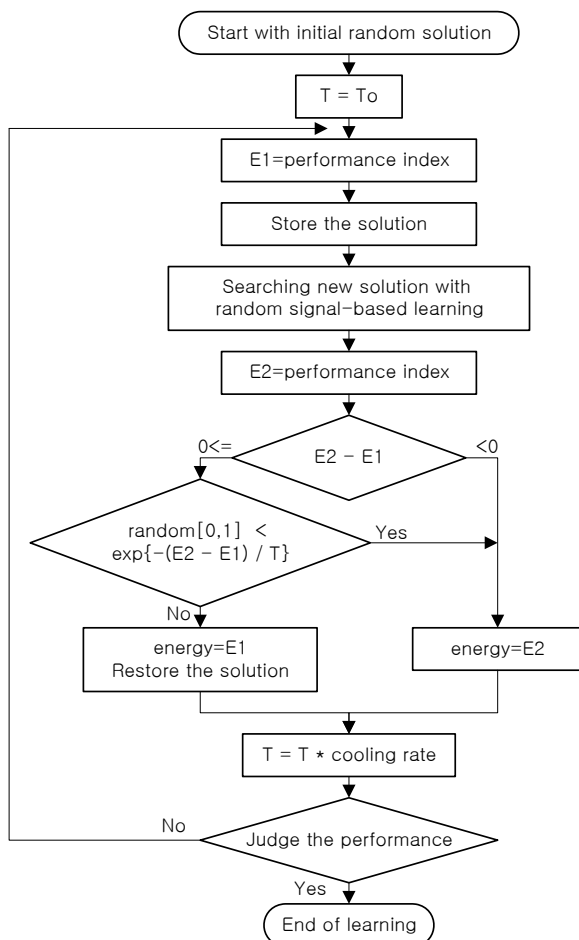 Start with initial random solution
T = To
E1=performance index
Store the solution
Searching new solution with
random signal-based learning
E2=performance index
0<=
<0
E2 - E1
random[0,1] <
exp{-(E2 - E1) / T}
Yes
No
energy=E1
Restore the solution
energy=E2
T = T * cooling rate
No
Judge the performance
Yes
End of learning